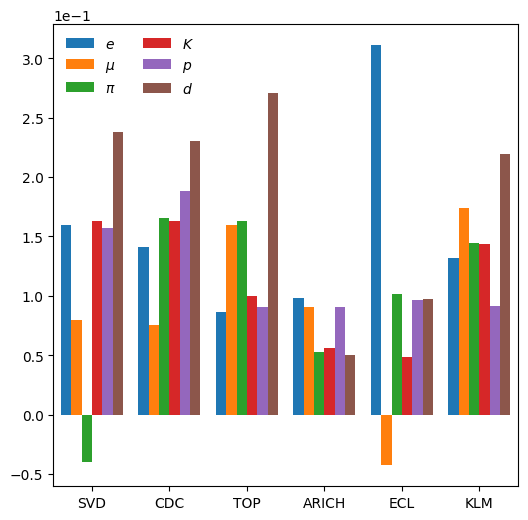 1e−1
3.0
2.5
2.0
1.5
1.0
0.5
0.0
−0.5
e
μ
π
K
p
d
SVD CDC TOP ARICH ECL KLM